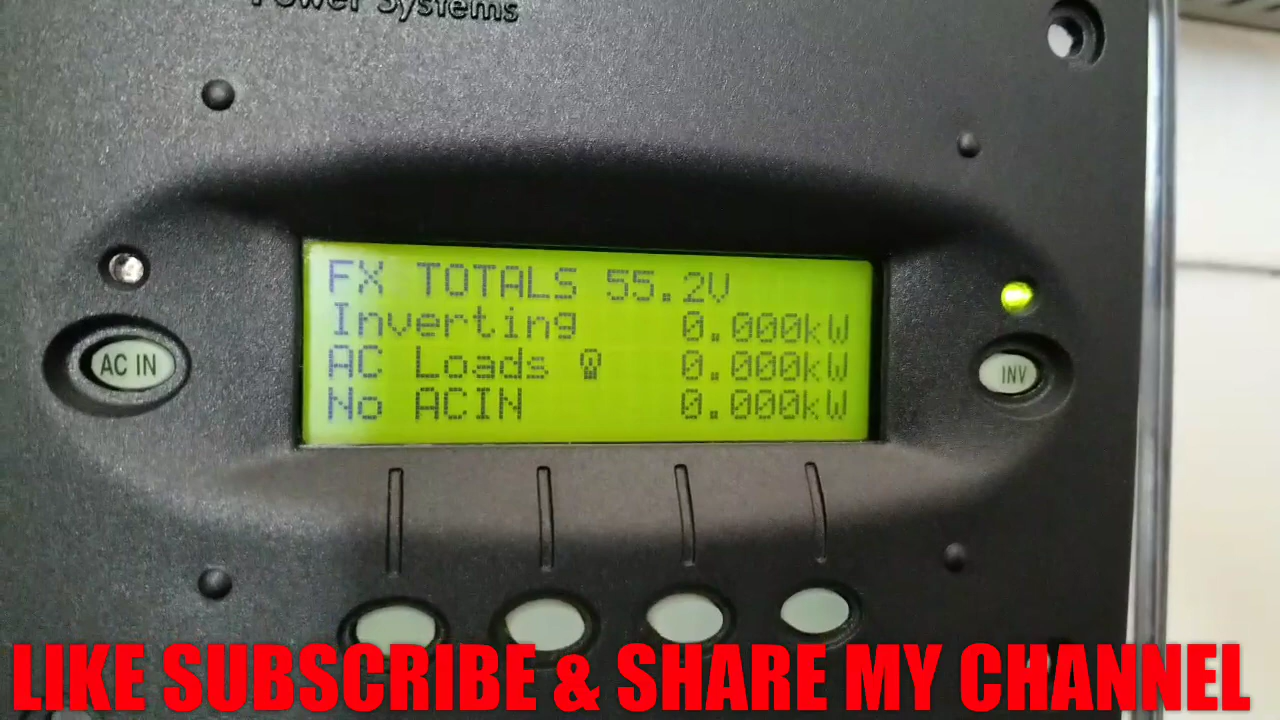 Power Systems
FX TOTALS 55.2V
Inverting 0.000kW
AC Loads 0.000kW
No ACIN 0.000kW
AC IN
INV
LIKE SUBSCRIBE & SHARE MY CHANNEL